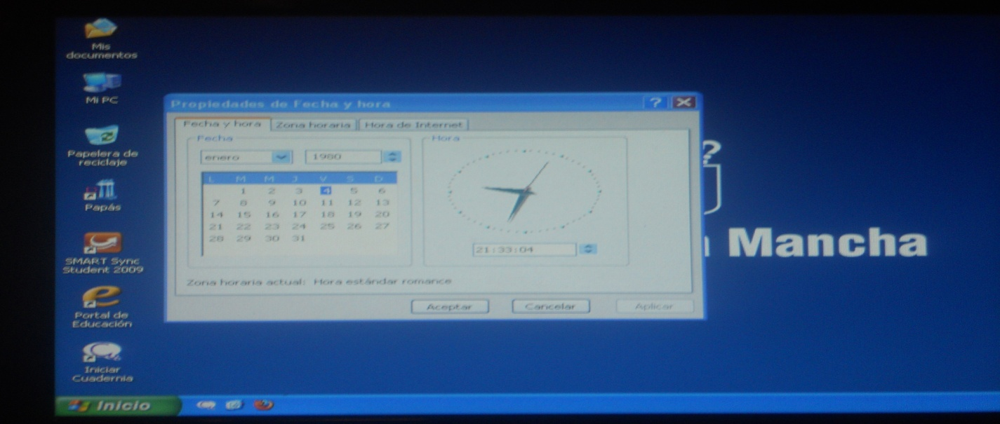 Mis
documentos
Mi PC
Papelera de
reciclaje
Papás
SMART Sync
Student 2009
Portal de
Educación
Iniciar
Cuadernia
Propiedades de Fecha y hora
Fecha y hora Zona horaria Hora de Internet
Fecha
enero 1980
L M M J V S D
1 2 3 4 5 6
7 8 9 10 11 12 13
14 15 16 17 18 19 20
21 22 23 24 25 26 27
28 29 30 31
Hora
21:33:04
Zona horaria actual: Hora estándar romance
Aceptar Cancelar Aplicar
?
Mancha
Inicio